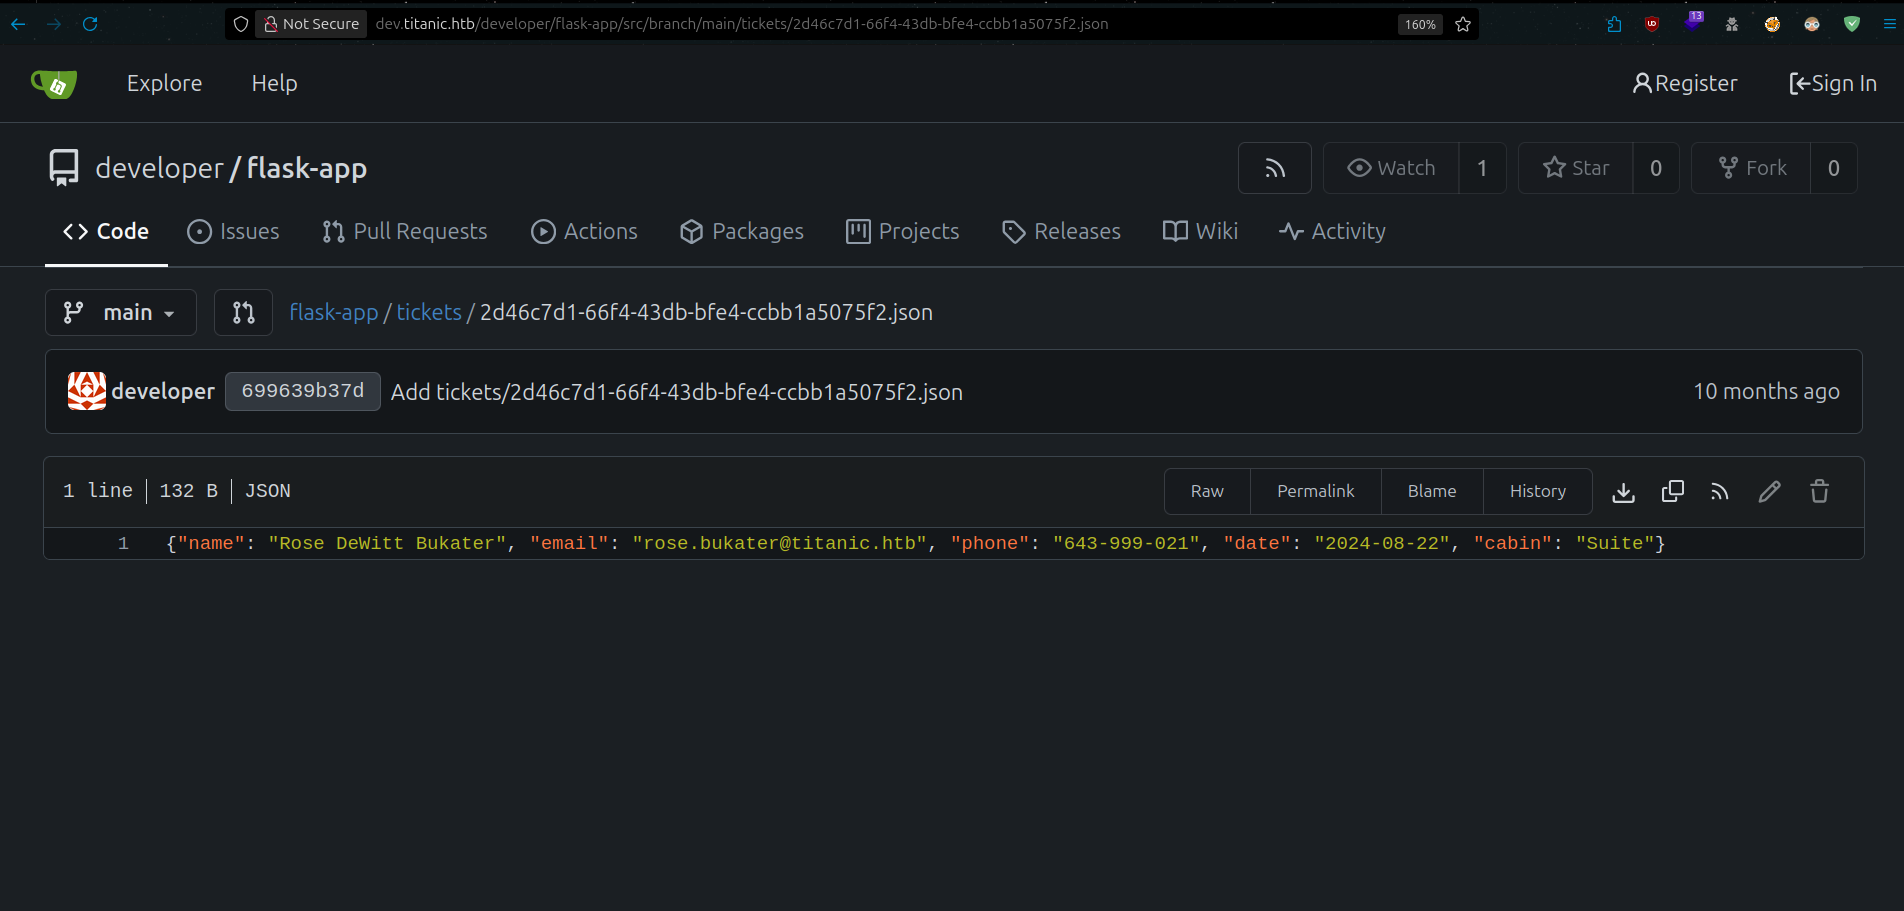 Not Secure dev.titanic.htb/developer/flask-app/src/branch/main/tickets/2d46c7d1-66f4-43db-bfe4-ccbb1a5075f2.json 160% 13
Explore Help Register Sign In
developer / flask-app Watch 1 Star 0 Fork 0
Code Issues Pull Requests Actions Packages Projects Releases Wiki Activity
main flask-app / tickets / 2d46c7d1-66f4-43db-bfe4-ccbb1a5075f2.json
developer 699639b37d Add tickets/2d46c7d1-66f4-43db-bfe4-ccbb1a5075f2.json 10 months ago
1 line | 132 B | JSON Raw Permalink Blame History
1 {"name": "Rose DeWitt Bukater", "email": "rose.bukater@titanic.htb", "phone": "643-999-021", "date": "2024-08-22", "cabin": "Suite"}